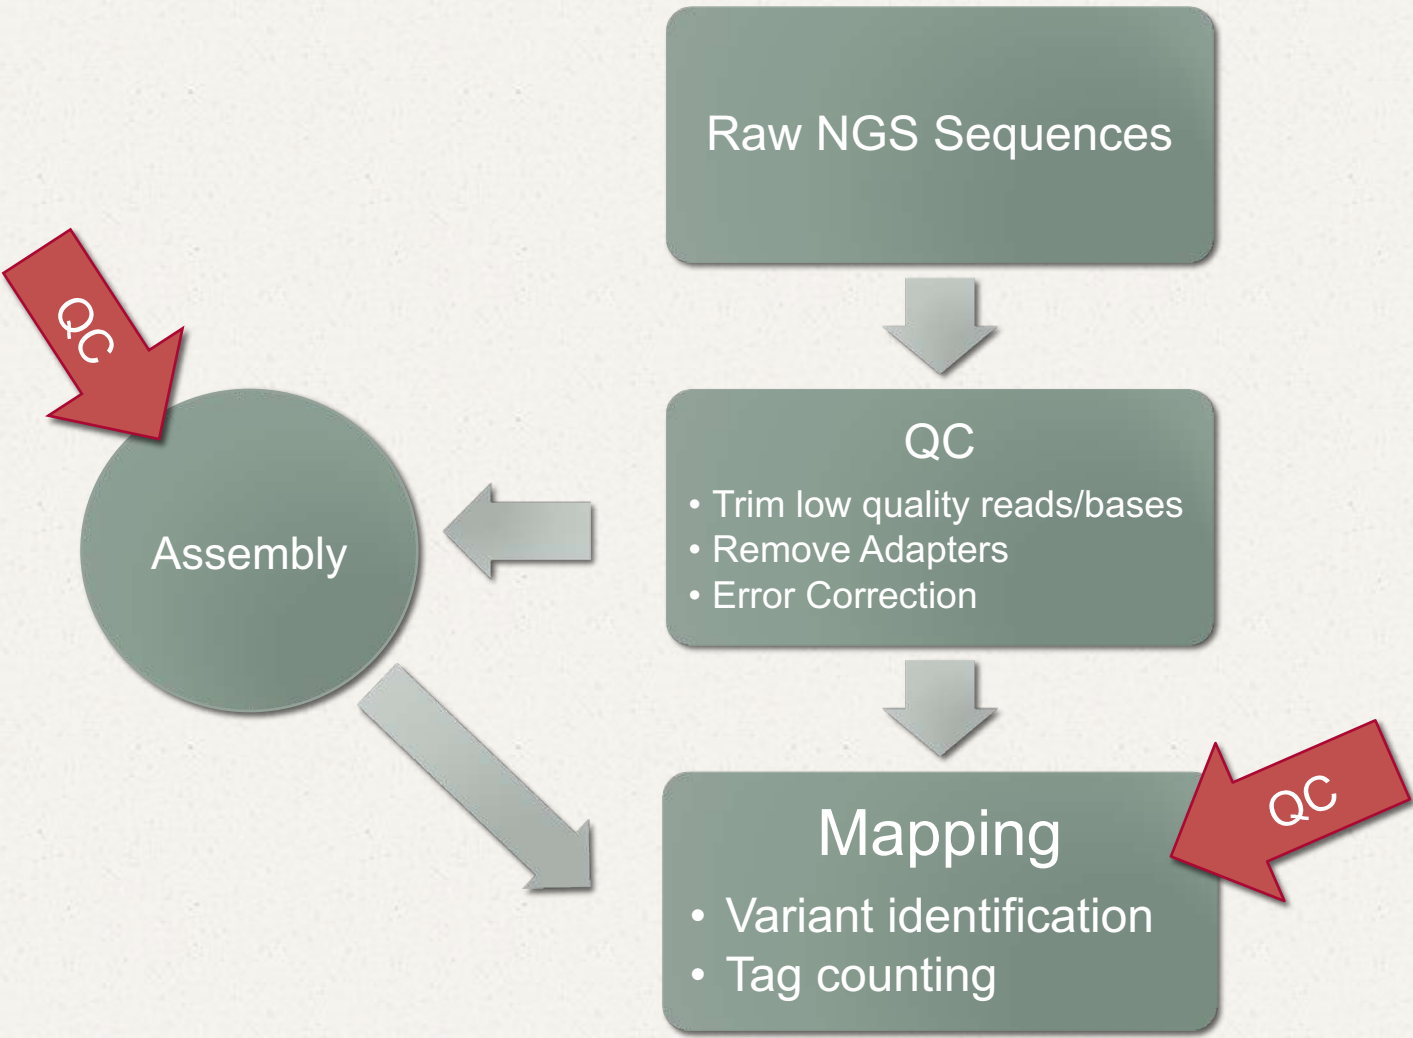 Raw NGS Sequences
QC
QC
• Trim low quality reads/bases
• Remove Adapters
• Error Correction
Assembly
Mapping
• Variant identification
• Tag counting
QC